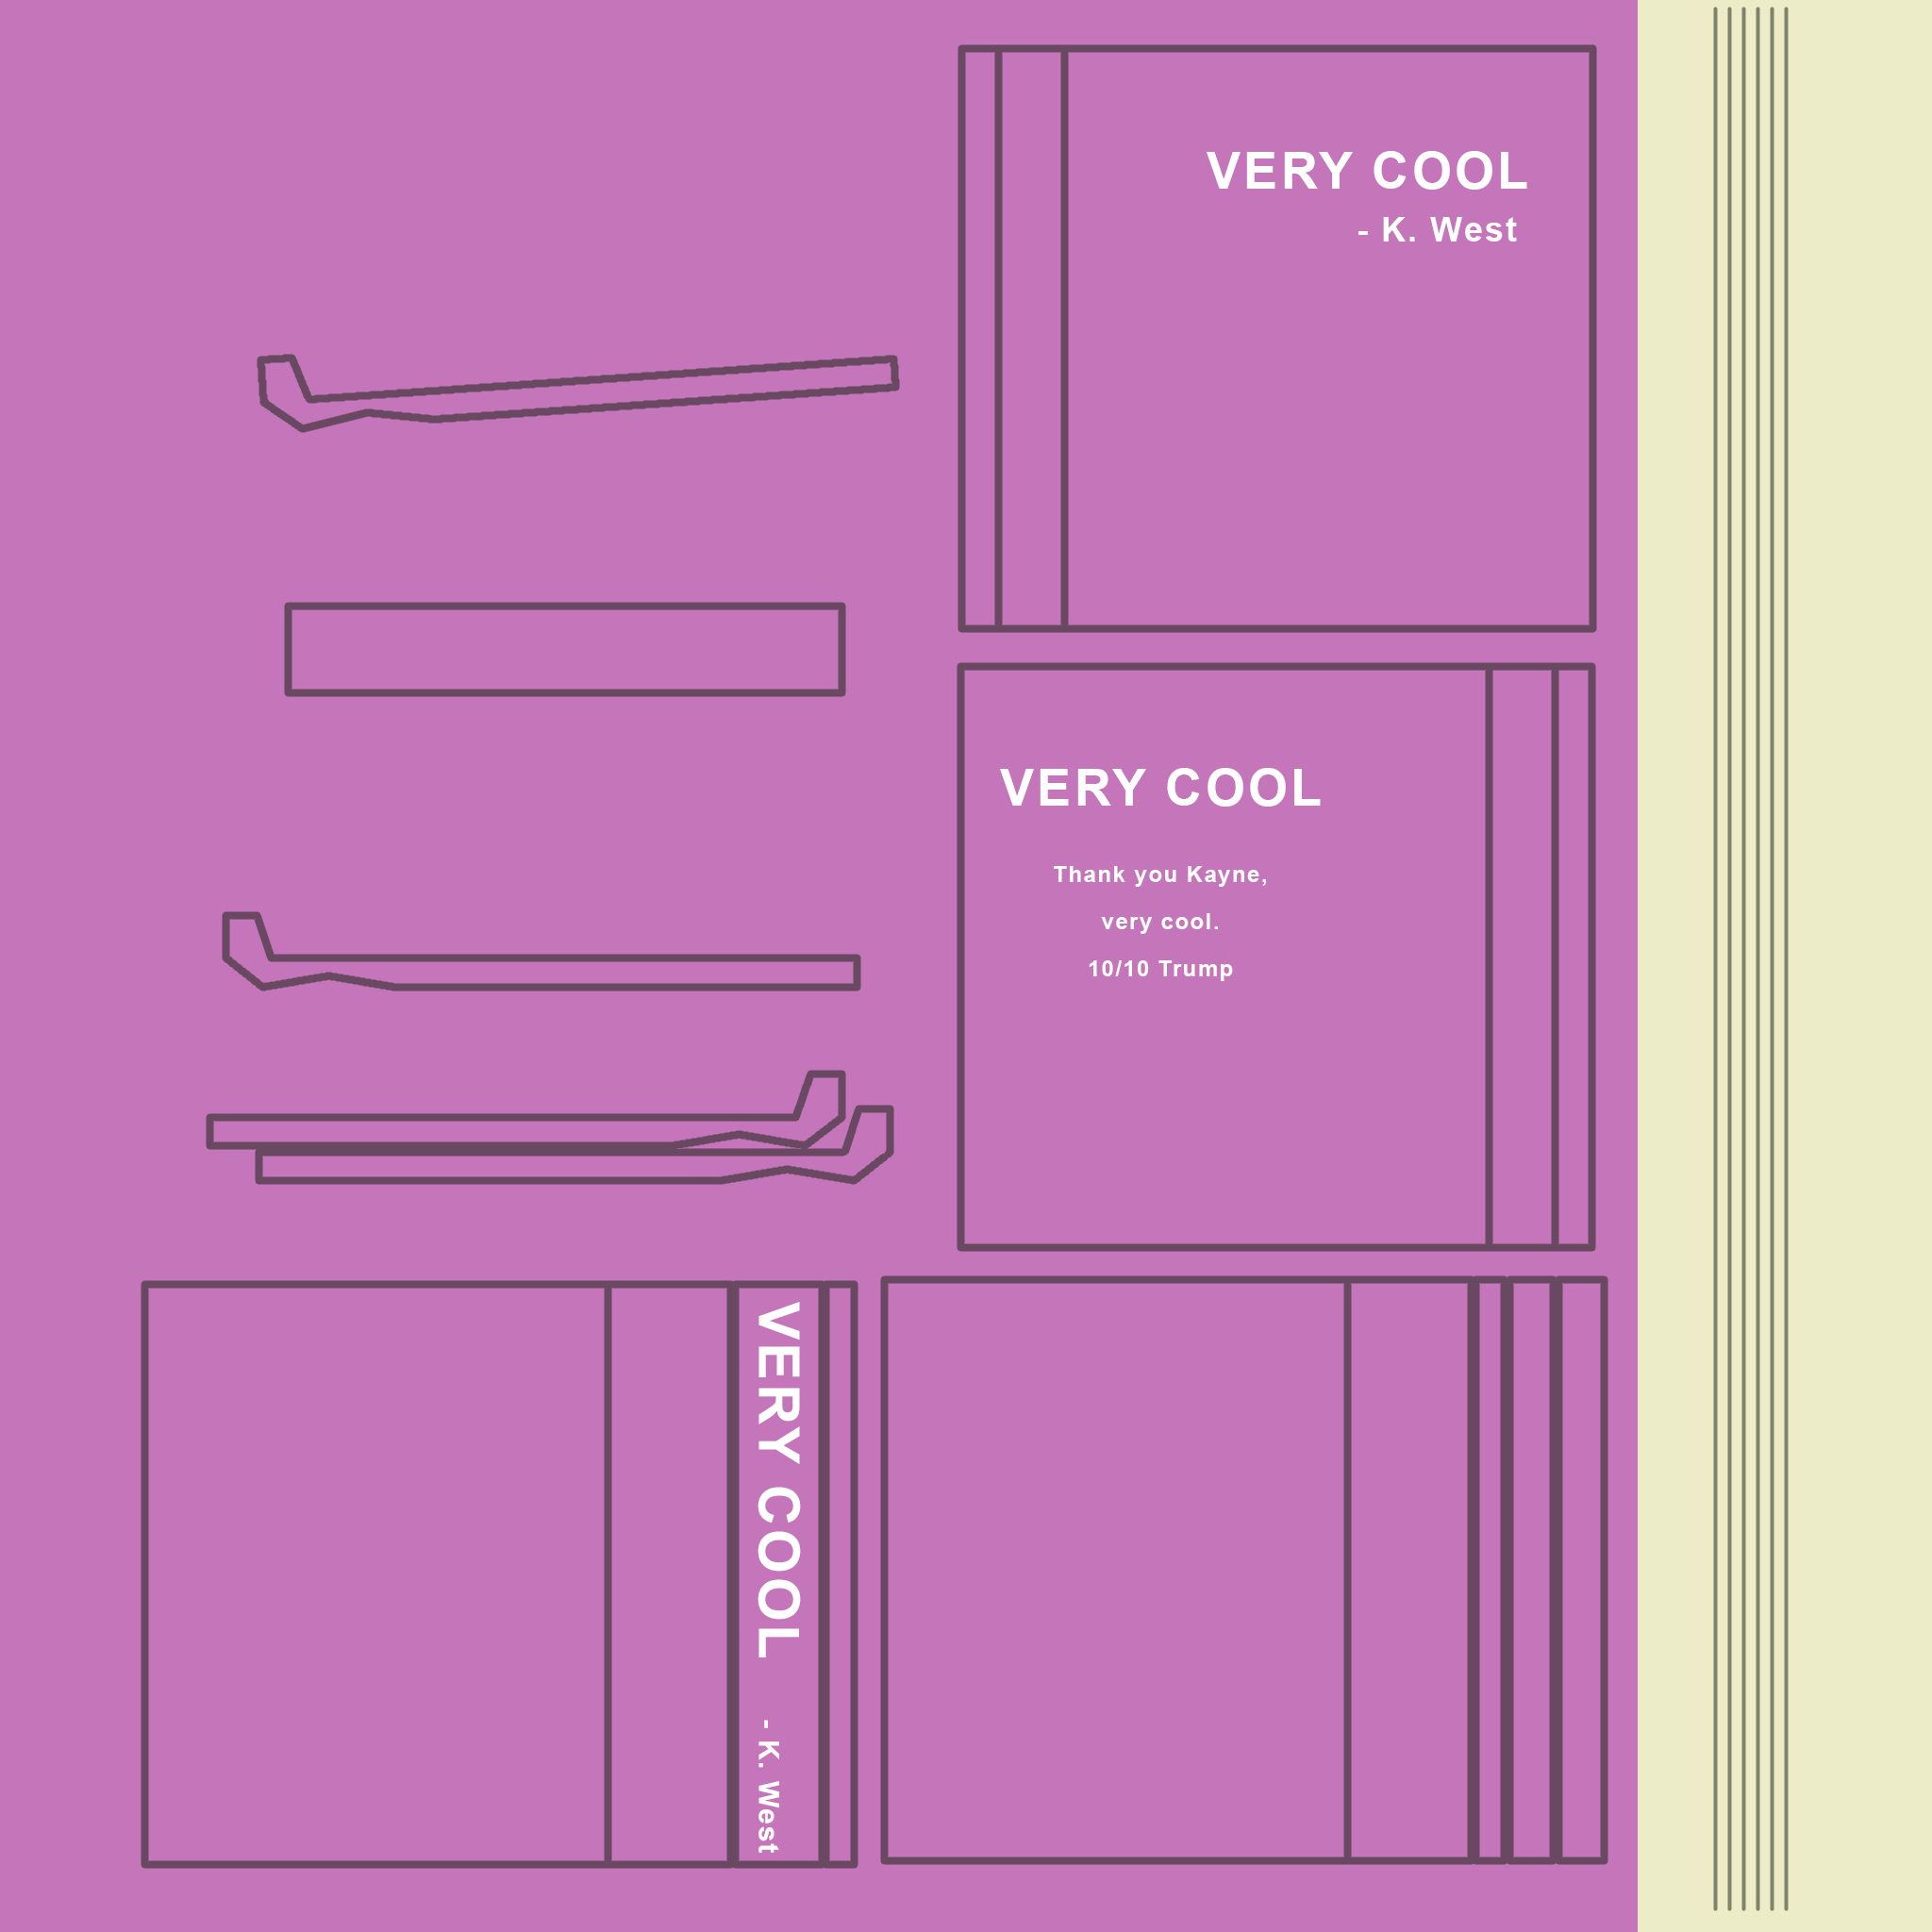 VERY COOL
- K. West
VERY COOL
Thank you Kayne,
very cool.
10/10 Trump
VERY COOL - K. West